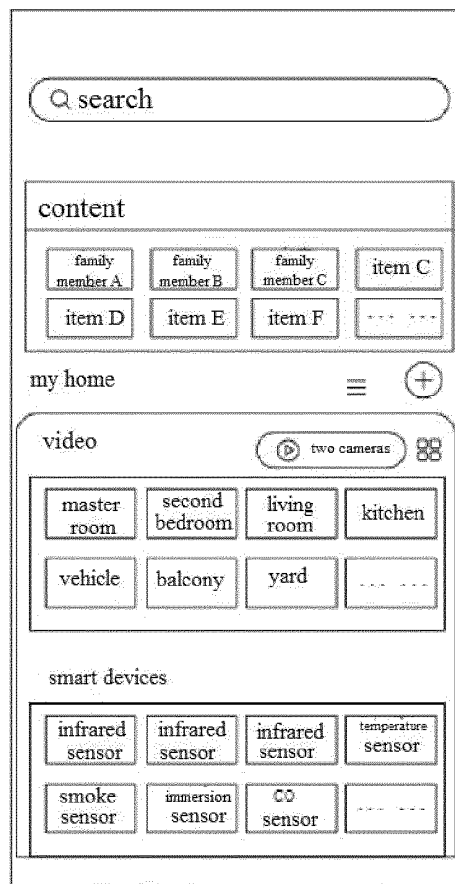 search
content
family family family item C
member A member B member C
item D item E item F --- ---
my home
video two cameras
master second living kitchen
room bedroom room
vehicle balcony yard --- ---
smart devices
infrared infrared infrared temperature
sensor sensor sensor sensor
smoke immersion CO --- ---
sensor sensor sensor